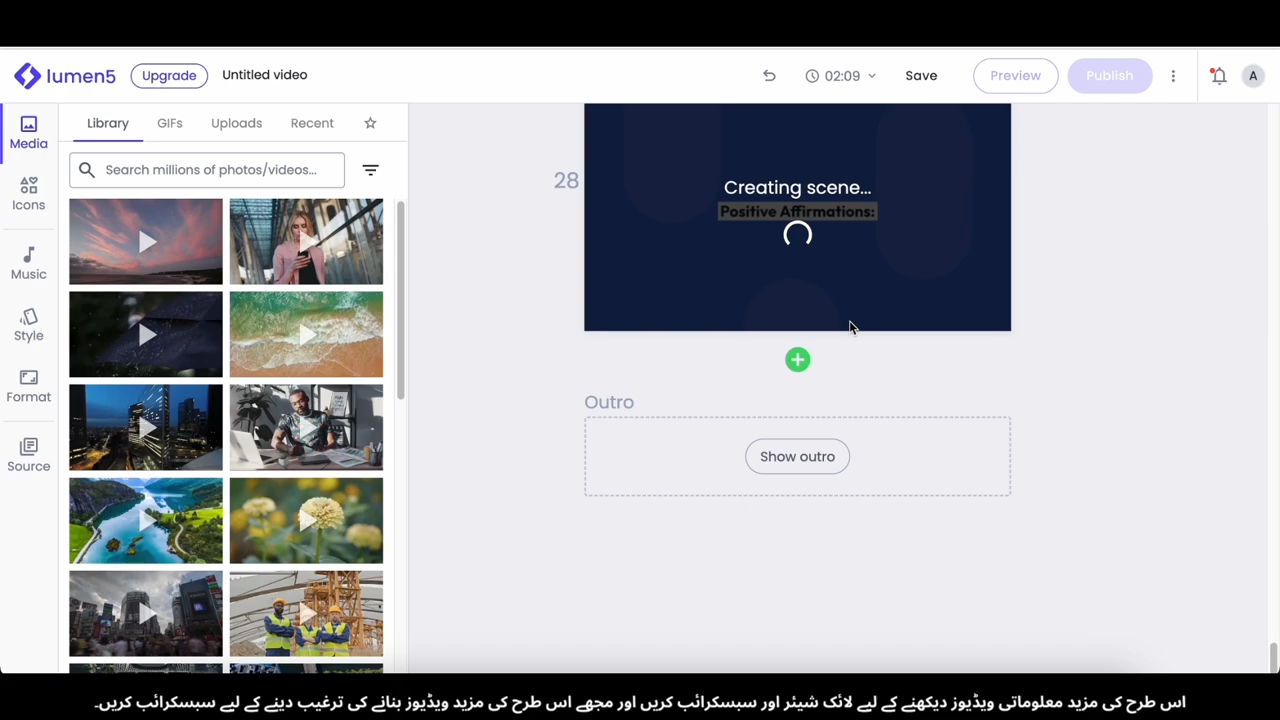 lumen5
Upgrade
Untitled video
02:09
Save
Preview
Publish
A
Media
Icons
Music
Style
Format
Source
Library
GIFs
Uploads
Recent
Search millions of photos/videos...
28
Creating scene...
Positive Affirmations:
Outro
Show outro
اس طرح کی مزید معلوماتی ویڈیوز دیکھنے کے لیے لائک شیئر اور سبسکرائب کریں اور مجھے اس طرح کی مزید ویڈیوز بنانے کی ترغیب دینے کے لیے سبسکرائب کریں۔